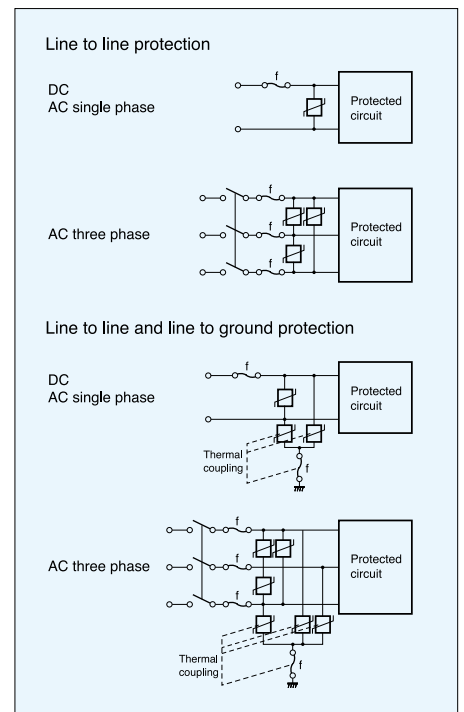 Line to line protection
f
DC
AC single phase
Protected
circuit
f
f
f
AC three phase
Protected
circuit
Line to line and line to ground protection
f
DC
AC single phase
Protected
circuit
Thermal
coupling
f
f
f
f
AC three phase
Protected
circuit
Thermal
coupling
f